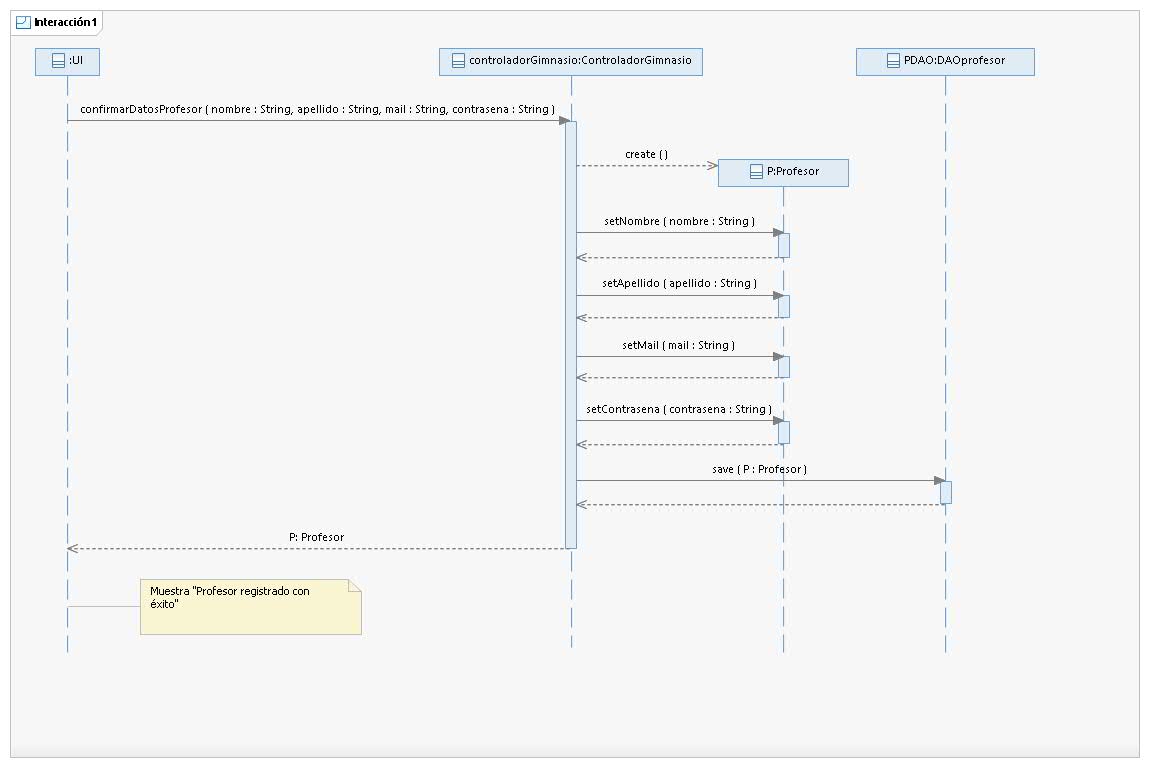 Interacción1
:UI
controladorGimnasio:ControladorGimnasio
PDAO:DAOprofesor
confirmarDatosProfesor ( nombre : String, apellido : String, mail : String, contrasena : String )
create ( )
P:Profesor
setNombre ( nombre : String )
setApellido ( apellido : String )
setMail ( mail : String )
setContrasena ( contrasena : String )
save ( P : Profesor )
P: Profesor
Muestra "Profesor registrado con
éxito"